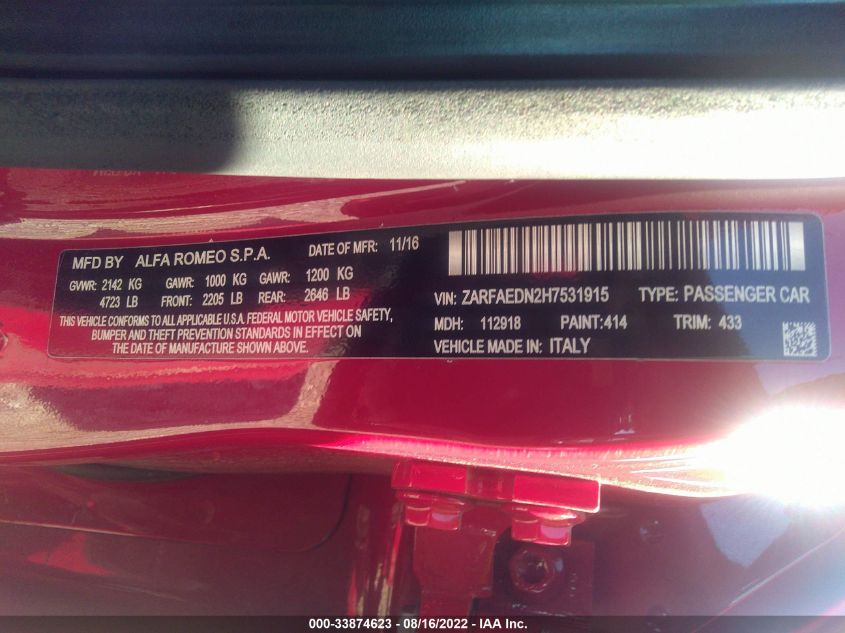 MFD BY ALFA ROMEO S.P.A. DATE OF MFR: 11/16
GVWR: 2142 KG GAWR: 1000 KG GAWR: 1200 KG
4723 LB FRONT: 2205 LB REAR: 2646 LB
THIS VEHICLE CONFORMS TO ALL APPLICABLE U.S.A. FEDERAL MOTOR VEHICLE SAFETY,
BUMPER AND THEFT PREVENTION STANDARDS IN EFFECT ON
THE DATE OF MANUFACTURE SHOWN ABOVE.
VIN: ZARFAEDN2H7531915 TYPE: PASSENGER CAR
MDH: 112918 PAINT:414 TRIM: 433
VEHICLE MADE IN: ITALY
000-33874623 - 08/16/2022 - IAA Inc.